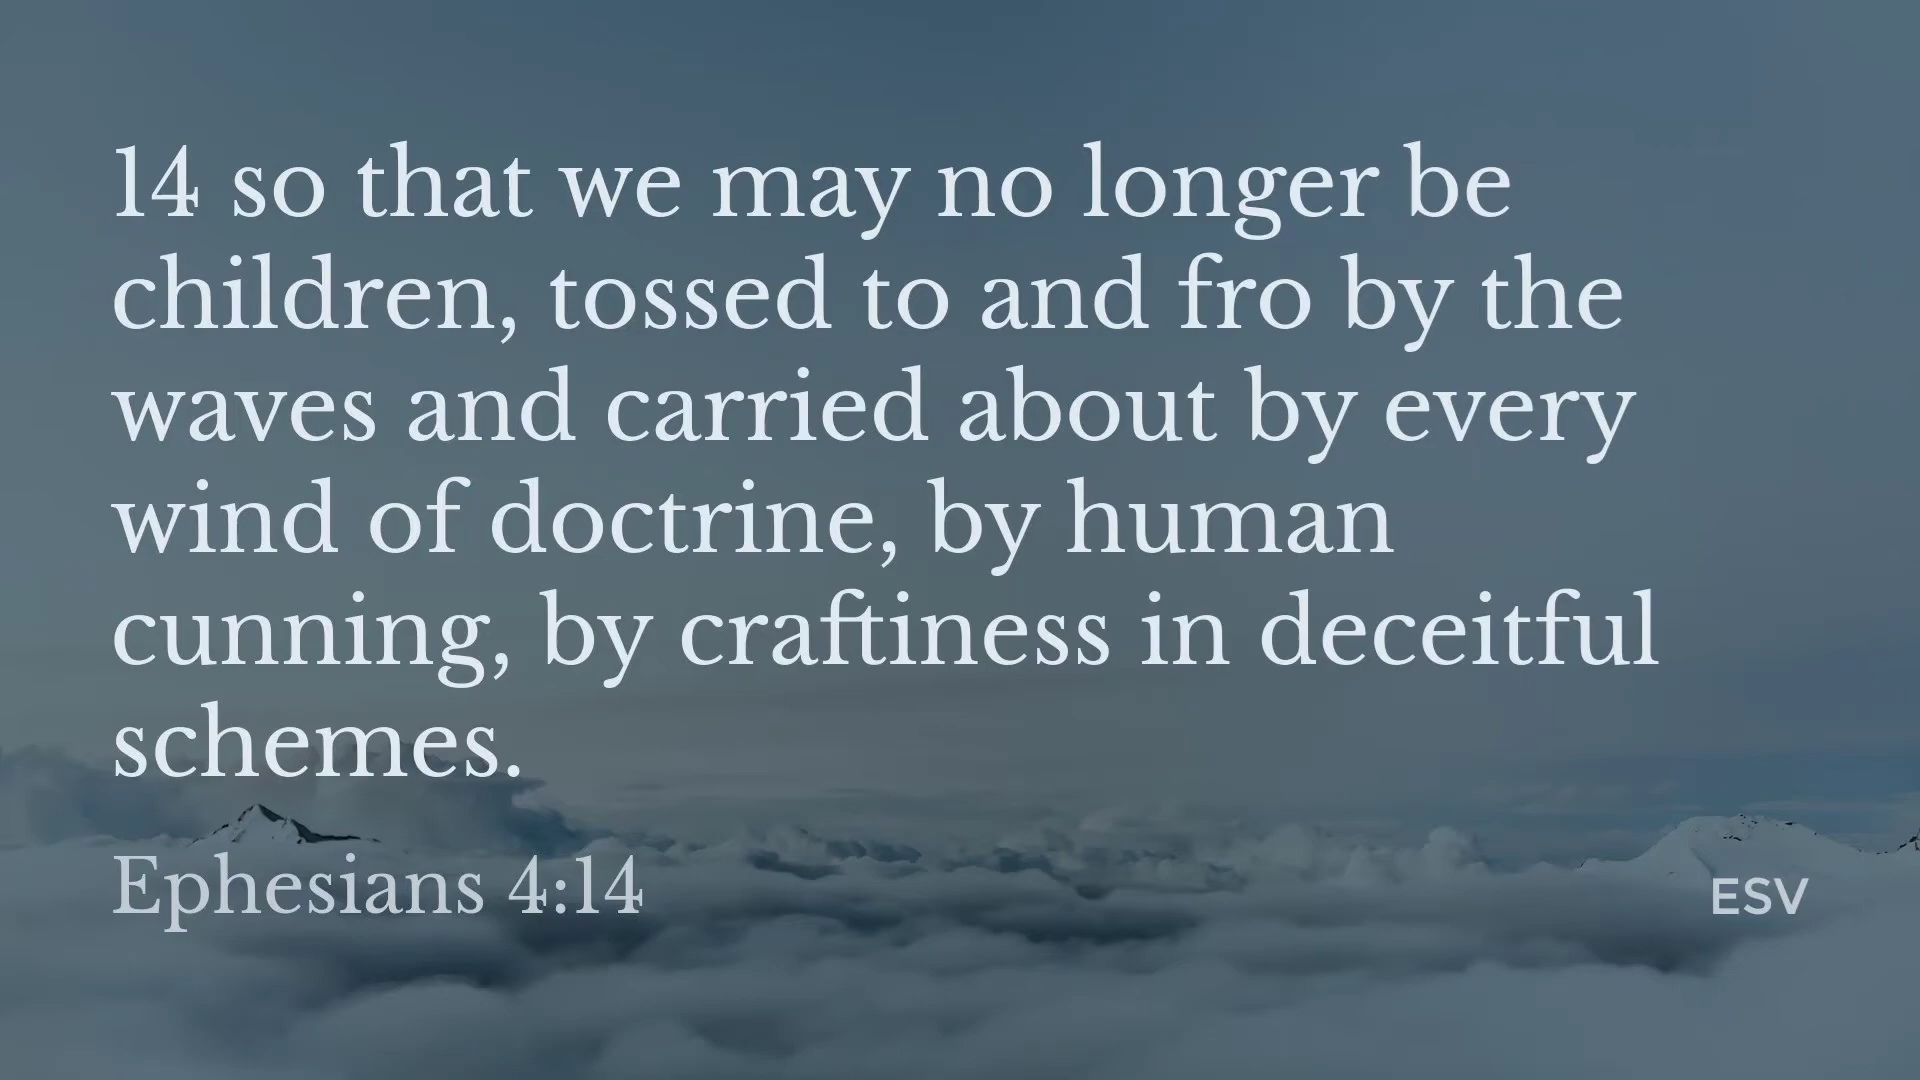 14 so that we may no longer be
children, tossed to and fro by the
waves and carried about by every
wind of doctrine, by human
cunning, by craftiness in deceitful
schemes.
Ephesians 4:14
ESV